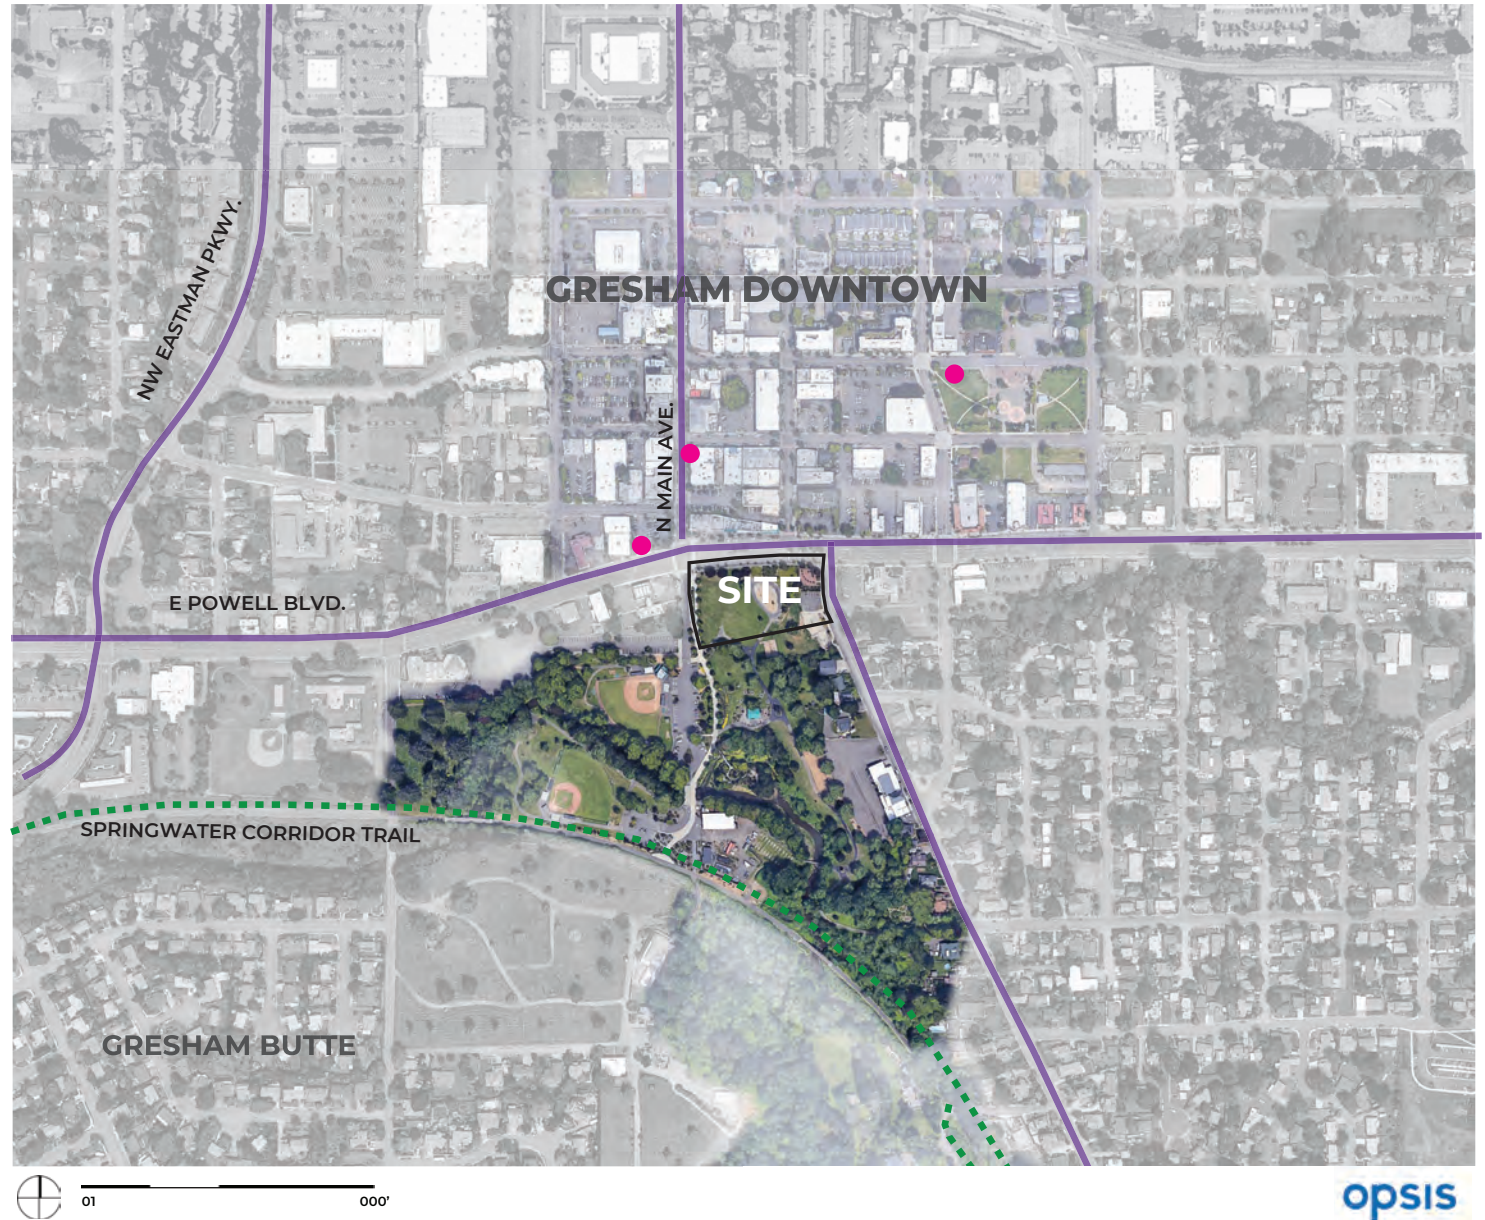 NW EASTMAN PKWY.
GRESHAM DOWNTOWN
N MAIN AVE.
SITE
E POWELL BLVD.
SPRINGWATER CORRIDOR TRAIL
GRESHAM BUTTE
01 000'
opsis